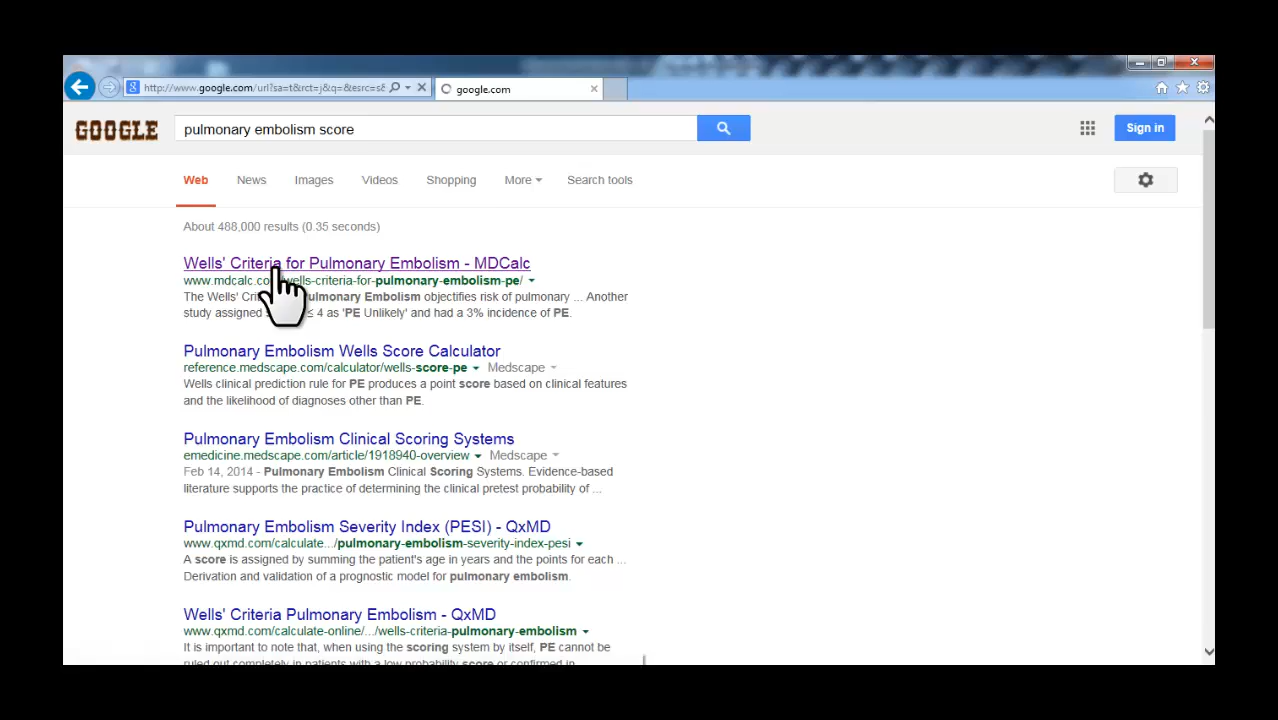 http://www.google.com/url?sa=t&rct=j&q=&esrc=s&
google.com
GOOGLE
pulmonary embolism score
Sign in
Web News Images Videos Shopping More Search tools
About 488,000 results (0.35 seconds)
Wells' Criteria for Pulmonary Embolism - MDCalc
www.mdcalc.co wells-criteria-for-pulmonary-embolism-pe/
The Wells' Cri Pulmonary Embolism objectifies risk of pulmonary ... Another
study assigned ≤ 4 as 'PE Unlikely' and had a 3% incidence of PE.
Pulmonary Embolism Wells Score Calculator
reference.medscape.com/calculator/wells-score-pe Medscape
Wells clinical prediction rule for PE produces a point score based on clinical features
and the likelihood of diagnoses other than PE.
Pulmonary Embolism Clinical Scoring Systems
emedicine.medscape.com/article/1918940-overview Medscape
Feb 14, 2014 - Pulmonary Embolism Clinical Scoring Systems. Evidence-based
literature supports the practice of determining the clinical pretest probability of ...
Pulmonary Embolism Severity Index (PESI) - QxMD
www.qxmd.com/calculate.../pulmonary-embolism-severity-index-pesi
A score is assigned by summing the patient's age in years and the points for each ...
Derivation and validation of a prognostic model for pulmonary embolism.
Wells' Criteria Pulmonary Embolism - QxMD
www.qxmd.com/calculate-online/.../wells-criteria-pulmonary-embolism
It is important to note that, when using the scoring system by itself, PE cannot be
ruled out completely in patients with a low probability score or confirmed in